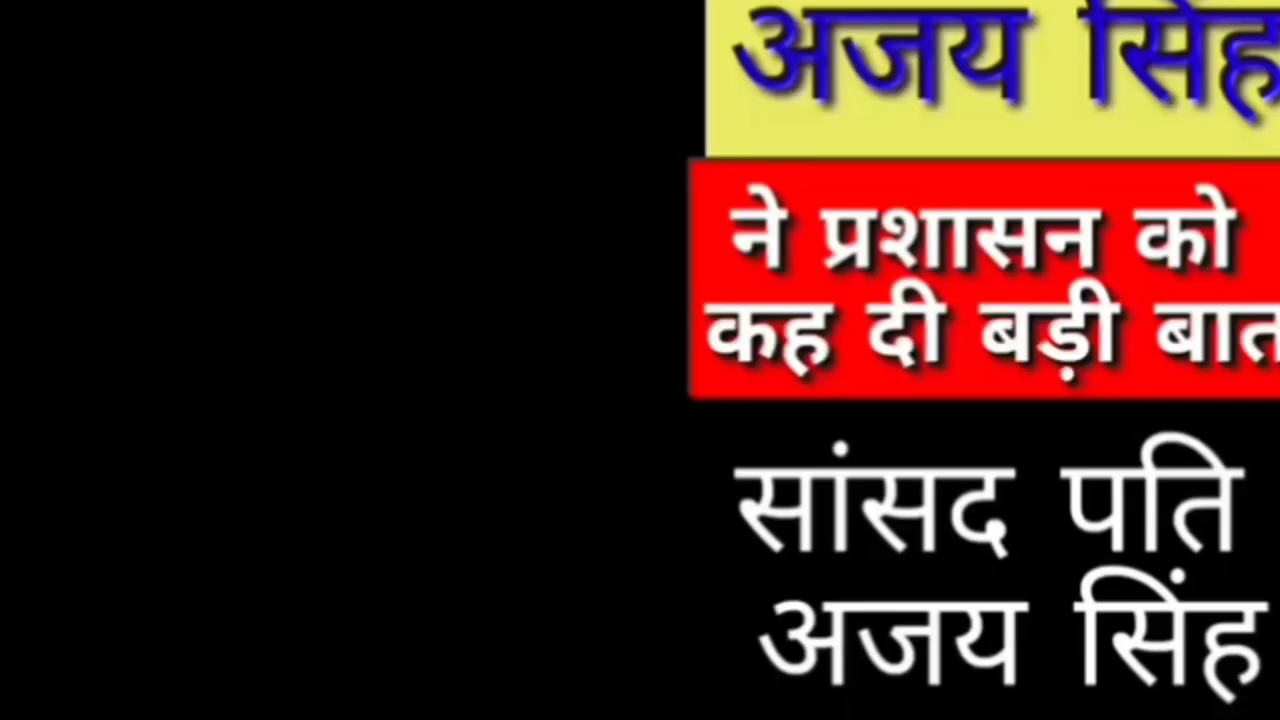 अजय सिंह
ने प्रशासन को
कह दी बड़ी बात
सांसद पति
अजय सिंह